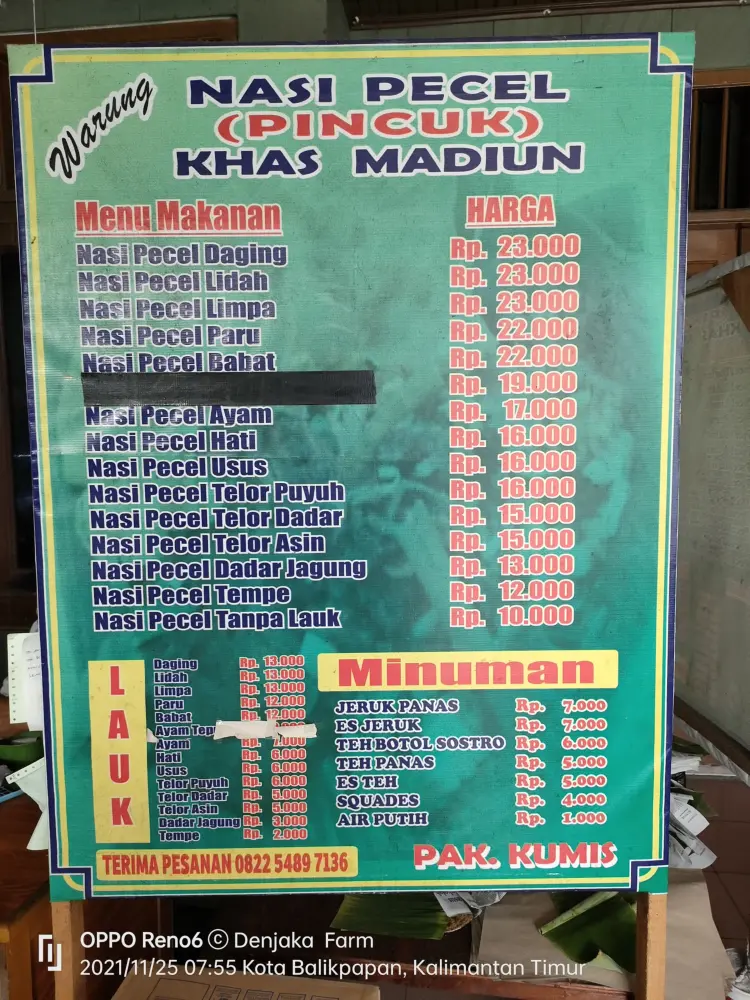 Warung
NASI PECEL
(PINCUK)
KHAS MADIUN
Menu Makanan HARGA
Nasi Pecel Daging Rp. 23.000
Nasi Pecel Lidah Rp. 23.000
Nasi Pecel Limpa Rp. 23.000
Nasi Pecel Paru Rp. 22.000
Nasi Pecel Babat Rp. 22.000
Rp. 19.000
Nasi Pecel Ayam Rp. 17.000
Nasi Pecel Hati Rp. 16.000
Nasi Pecel Usus Rp. 16.000
Nasi Pecel Telor Puyuh Rp. 16.000
Nasi Pecel Telor Dadar Rp. 15.000
Nasi Pecel Telor Asin Rp. 15.000
Nasi Pecel Dadar Jagung Rp. 13.000
Nasi Pecel Tempe Rp. 12.000
Nasi Pecel Tanpa Lauk Rp. 10.000
LAUK
Daging Rp. 13.000
Lidah Rp. 13.000
Limpa Rp. 13.000
Paru Rp. 12.000
Babat Rp. 12.000
Ayam
Ayam Rp. 7.000
Hati Rp. 6.000
Usus Rp. 6.000
Telor Puyuh Rp. 6.000
Telor Dadar Rp. 5.000
Telor Asin Rp. 5.000
Dadar Jagung Rp. 3.000
Tempe Rp. 2.000
Minuman
JERUK PANAS Rp. 7.000
ES JERUK Rp. 7.000
TEH BOTOL SOSTRO Rp. 6.000
TEH PANAS Rp. 5.000
ES TEH Rp. 5.000
SQUADES Rp. 4.000
AIR PUTIH Rp. 1.000
TERIMA PESANAN 0822 5489 7136
PAK. KUMIS
OPPO Reno6 © Denjaka Farm
2021/11/25 07:55 Kota Balikpapan, Kalimantan Timur